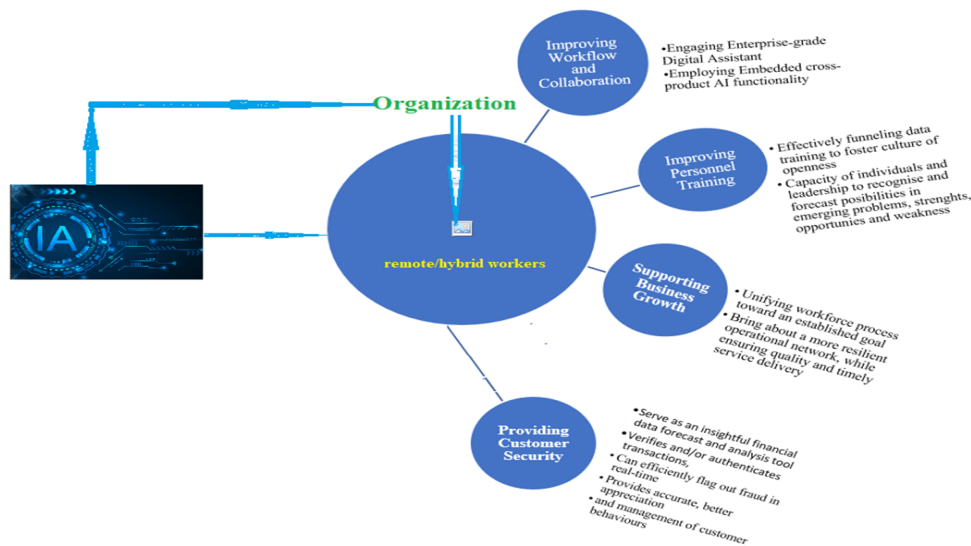 Improving
Workflow
and
Collaboration
•Engaging Enterprise-grade
Digital Assistant
•Employing Embedded cross-
product AI functionality
Organization
Improving
Personnel
Training
• Effectively funneling data
training to foster culture of
openness
• Capacity of individuals and
leadership to recognise and
forecast posibilities in
emerging problems, strenghts,
opportunies and weakness
IA
remote/hybrid workers
Supporting
Business
Growth
• Unifying workforce process
toward an established goal
• Bring about a more resilient
operational network, while
ensuring quality and timely
service delivery
Providing
Customer
Security
• Serve as an insightful financial
data forecast and analysis tool
• Verifies and/or authenticates
transactions,
• Can efficiently flag out fraud in
real-time
• Provides accurate, better
appreciation
• and management of customer
behaviours